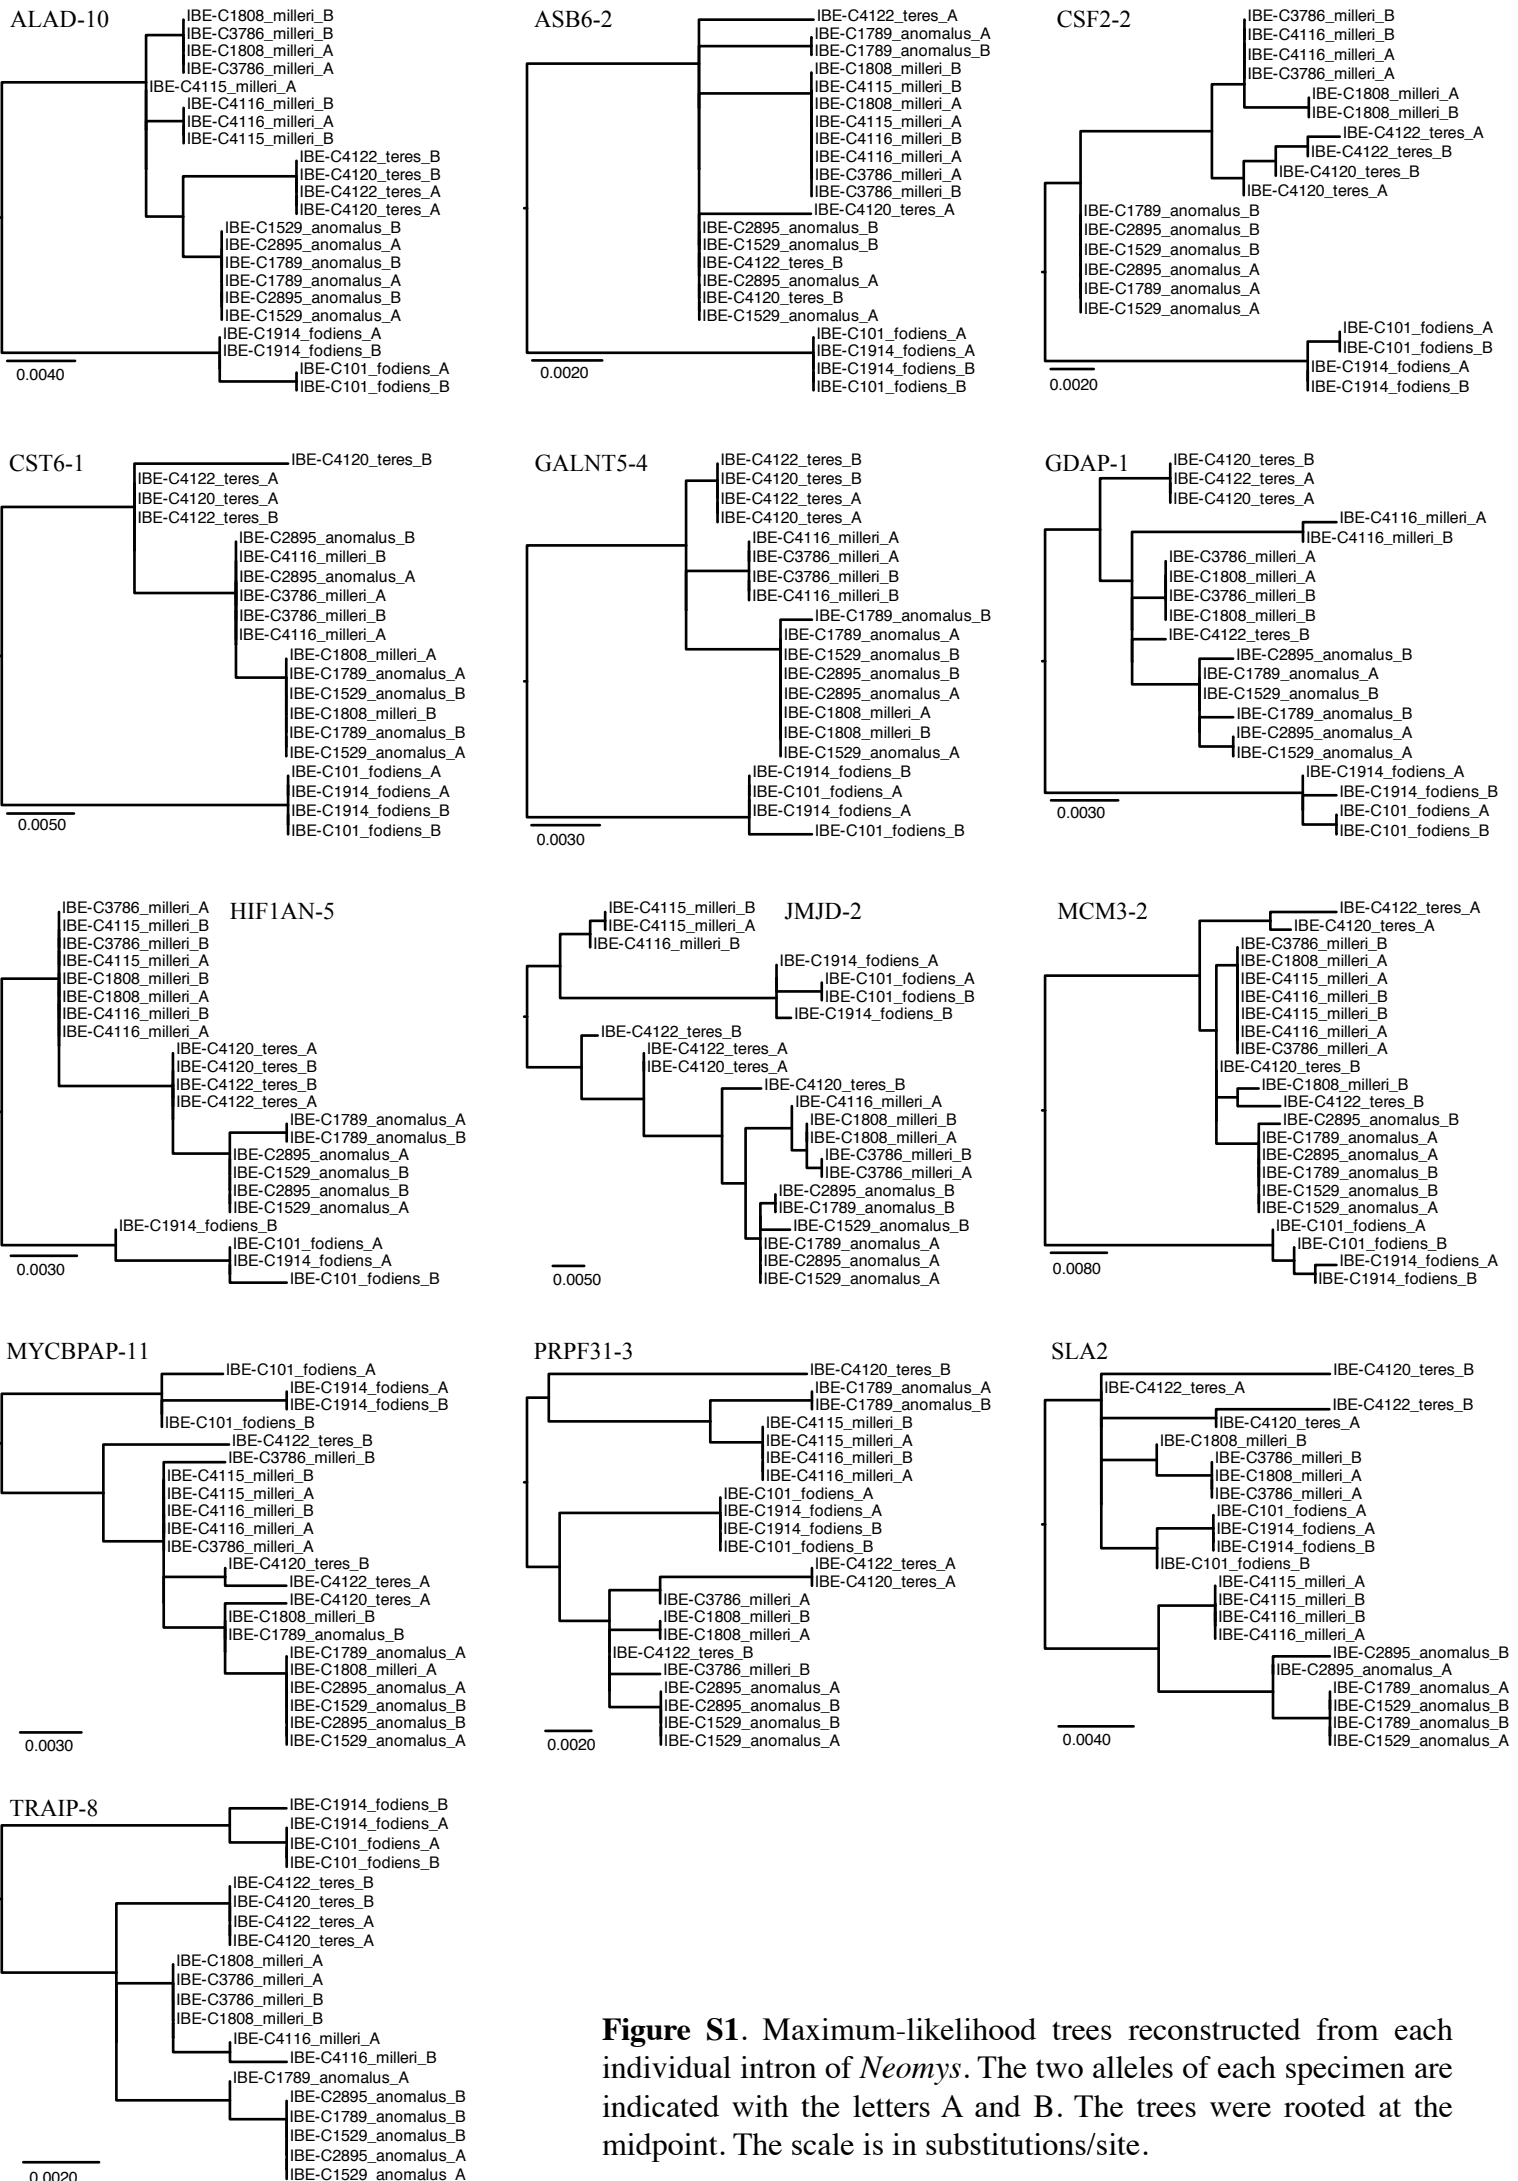 ALAD-10
IBE-C1808_milleri_B
IBE-C3786_milleri_B
IBE-C1808_milleri_A
IBE-C3786_milleri_A
IBE-C4115_milleri_A
IBE-C4116_milleri_B
IBE-C4116_milleri_A
IBE-C4115_milleri_B
IBE-C4122_teres_B
IBE-C4120_teres_B
IBE-C4122_teres_A
IBE-C4120_teres_A
IBE-C1529_anomalus_B
IBE-C2895_anomalus_A
IBE-C1789_anomalus_B
IBE-C1789_anomalus_A
IBE-C2895_anomalus_B
IBE-C1529_anomalus_A
IBE-C1914_fodiens_A
IBE-C1914_fodiens_B
IBE-C101_fodiens_A
IBE-C101_fodiens_B
0.0040
ASB6-2
IBE-C4122_teres_A
IBE-C1789_anomalus_A
IBE-C1789_anomalus_B
IBE-C1808_milleri_B
IBE-C4115_milleri_B
IBE-C1808_milleri_A
IBE-C4115_milleri_A
IBE-C4116_milleri_B
IBE-C4116_milleri_A
IBE-C3786_milleri_A
IBE-C3786_milleri_B
IBE-C4120_teres_A
IBE-C2895_anomalus_B
IBE-C1529_anomalus_B
IBE-C4122_teres_B
IBE-C2895_anomalus_A
IBE-C4120_teres_B
IBE-C1529_anomalus_A
IBE-C101_fodiens_A
IBE-C1914_fodiens_A
IBE-C1914_fodiens_B
IBE-C101_fodiens_B
0.0020
CSF2-2
IBE-C3786_milleri_B
IBE-C4116_milleri_B
IBE-C4116_milleri_A
IBE-C3786_milleri_A
IBE-C1808_milleri_A
IBE-C1808_milleri_B
IBE-C4122_teres_A
IBE-C4122_teres_B
IBE-C4120_teres_B
IBE-C4120_teres_A
IBE-C1789_anomalus_B
IBE-C2895_anomalus_B
IBE-C1529_anomalus_B
IBE-C2895_anomalus_A
IBE-C1789_anomalus_A
IBE-C1529_anomalus_A
IBE-C101_fodiens_A
IBE-C101_fodiens_B
IBE-C1914_fodiens_A
IBE-C1914_fodiens_B
0.0020
CST6-1
IBE-C4120_teres_B
IBE-C4122_teres_A
IBE-C4120_teres_A
IBE-C4122_teres_B
IBE-C2895_anomalus_B
IBE-C4116_milleri_B
IBE-C2895_anomalus_A
IBE-C3786_milleri_A
IBE-C3786_milleri_B
IBE-C4116_milleri_A
IBE-C1808_milleri_A
IBE-C1789_anomalus_A
IBE-C1529_anomalus_B
IBE-C1808_milleri_B
IBE-C1789_anomalus_B
IBE-C1529_anomalus_A
IBE-C101_fodiens_A
IBE-C1914_fodiens_A
IBE-C1914_fodiens_B
IBE-C101_fodiens_B
0.0050
GALNT5-4
IBE-C4122_teres_B
IBE-C4120_teres_B
IBE-C4122_teres_A
IBE-C4120_teres_A
IBE-C4116_milleri_A
IBE-C3786_milleri_A
IBE-C3786_milleri_B
IBE-C4116_milleri_B
IBE-C1789_anomalus_B
IBE-C1789_anomalus_A
IBE-C1529_anomalus_B
IBE-C2895_anomalus_B
IBE-C2895_anomalus_A
IBE-C1808_milleri_A
IBE-C1808_milleri_B
IBE-C1529_anomalus_A
IBE-C1914_fodiens_B
IBE-C101_fodiens_A
IBE-C1914_fodiens_A
IBE-C101_fodiens_B
0.0030
GDAP-1
IBE-C4120_teres_B
IBE-C4122_teres_A
IBE-C4120_teres_A
IBE-C4116_milleri_A
IBE-C4116_milleri_B
IBE-C3786_milleri_A
IBE-C1808_milleri_A
IBE-C3786_milleri_B
IBE-C1808_milleri_B
IBE-C4122_teres_B
IBE-C2895_anomalus_B
IBE-C1789_anomalus_A
IBE-C1529_anomalus_B
IBE-C1789_anomalus_B
IBE-C2895_anomalus_A
IBE-C1529_anomalus_A
IBE-C1914_fodiens_A
IBE-C1914_fodiens_B
IBE-C101_fodiens_A
IBE-C101_fodiens_B
0.0030
HIF1AN-5
IBE-C3786_milleri_A
IBE-C4115_milleri_B
IBE-C3786_milleri_B
IBE-C4115_milleri_A
IBE-C1808_milleri_B
IBE-C1808_milleri_A
IBE-C4116_milleri_B
IBE-C4116_milleri_A
IBE-C4120_teres_A
IBE-C4120_teres_B
IBE-C4122_teres_B
IBE-C4122_teres_A
IBE-C1789_anomalus_A
IBE-C1789_anomalus_B
IBE-C2895_anomalus_A
IBE-C1529_anomalus_B
IBE-C2895_anomalus_B
IBE-C1529_anomalus_A
IBE-C1914_fodiens_B
IBE-C101_fodiens_A
IBE-C1914_fodiens_A
IBE-C101_fodiens_B
0.0030
JMJD-2
IBE-C4115_milleri_B
IBE-C4115_milleri_A
IBE-C4116_milleri_B
IBE-C1914_fodiens_A
IBE-C101_fodiens_A
IBE-C101_fodiens_B
IBE-C1914_fodiens_B
IBE-C4122_teres_B
IBE-C4122_teres_A
IBE-C4120_teres_A
IBE-C4120_teres_B
IBE-C4116_milleri_A
IBE-C1808_milleri_B
IBE-C1808_milleri_A
IBE-C3786_milleri_B
IBE-C3786_milleri_A
IBE-C2895_anomalus_B
IBE-C1789_anomalus_B
IBE-C1529_anomalus_B
IBE-C1789_anomalus_A
IBE-C2895_anomalus_A
IBE-C1529_anomalus_A
0.0050
MCM3-2
IBE-C4122_teres_A
IBE-C4120_teres_A
IBE-C3786_milleri_B
IBE-C1808_milleri_A
IBE-C4115_milleri_A
IBE-C4116_milleri_B
IBE-C4115_milleri_B
IBE-C4116_milleri_A
IBE-C3786_milleri_A
IBE-C4120_teres_B
IBE-C1808_milleri_B
IBE-C4122_teres_B
IBE-C2895_anomalus_B
IBE-C1789_anomalus_A
IBE-C2895_anomalus_A
IBE-C1789_anomalus_B
IBE-C1529_anomalus_B
IBE-C1529_anomalus_A
IBE-C101_fodiens_A
IBE-C101_fodiens_B
IBE-C1914_fodiens_A
IBE-C1914_fodiens_B
0.0080
MYCBPAP-11
IBE-C101_fodiens_A
IBE-C1914_fodiens_A
IBE-C1914_fodiens_B
IBE-C101_fodiens_B
IBE-C4122_teres_B
IBE-C3786_milleri_B
IBE-C4115_milleri_B
IBE-C4115_milleri_A
IBE-C4116_milleri_B
IBE-C4116_milleri_A
IBE-C3786_milleri_A
IBE-C4120_teres_B
IBE-C4122_teres_A
IBE-C4120_teres_A
IBE-C1808_milleri_B
IBE-C1789_anomalus_B
IBE-C1789_anomalus_A
IBE-C1808_milleri_A
IBE-C2895_anomalus_A
IBE-C1529_anomalus_B
IBE-C2895_anomalus_B
IBE-C1529_anomalus_A
0.0030
PRPF31-3
IBE-C4120_teres_B
IBE-C1789_anomalus_A
IBE-C1789_anomalus_B
IBE-C4115_milleri_B
IBE-C4115_milleri_A
IBE-C4116_milleri_B
IBE-C4116_milleri_A
IBE-C101_fodiens_A
IBE-C1914_fodiens_A
IBE-C1914_fodiens_B
IBE-C101_fodiens_B
IBE-C4122_teres_A
IBE-C4120_teres_A
IBE-C3786_milleri_A
IBE-C1808_milleri_B
IBE-C1808_milleri_A
IBE-C4122_teres_B
IBE-C3786_milleri_B
IBE-C2895_anomalus_A
IBE-C2895_anomalus_B
IBE-C1529_anomalus_B
IBE-C1529_anomalus_A
0.0020
SLA2
IBE-C4120_teres_B
IBE-C4122_teres_A
IBE-C4122_teres_B
IBE-C4120_teres_A
IBE-C1808_milleri_B
IBE-C3786_milleri_B
IBE-C1808_milleri_A
IBE-C3786_milleri_A
IBE-C101_fodiens_A
IBE-C1914_fodiens_A
IBE-C1914_fodiens_B
IBE-C101_fodiens_B
IBE-C4115_milleri_A
IBE-C4115_milleri_B
IBE-C4116_milleri_B
IBE-C4116_milleri_A
IBE-C2895_anomalus_B
IBE-C2895_anomalus_A
IBE-C1789_anomalus_A
IBE-C1529_anomalus_B
IBE-C1789_anomalus_B
IBE-C1529_anomalus_A
0.0040
TRAIP-8
IBE-C1914_fodiens_B
IBE-C1914_fodiens_A
IBE-C101_fodiens_A
IBE-C101_fodiens_B
IBE-C4122_teres_B
IBE-C4120_teres_B
IBE-C4122_teres_A
IBE-C4120_teres_A
IBE-C1808_milleri_A
IBE-C3786_milleri_A
IBE-C3786_milleri_B
IBE-C1808_milleri_B
IBE-C4116_milleri_A
IBE-C4116_milleri_B
IBE-C1789_anomalus_A
IBE-C2895_anomalus_B
IBE-C1789_anomalus_B
IBE-C1529_anomalus_B
IBE-C2895_anomalus_A
IBE-C1529_anomalus_A
0.0020
Figure S1. Maximum-likelihood trees reconstructed from each
individual intron of Neomys. The two alleles of each specimen are
indicated with the letters A and B. The trees were rooted at the
midpoint. The scale is in substitutions/site.